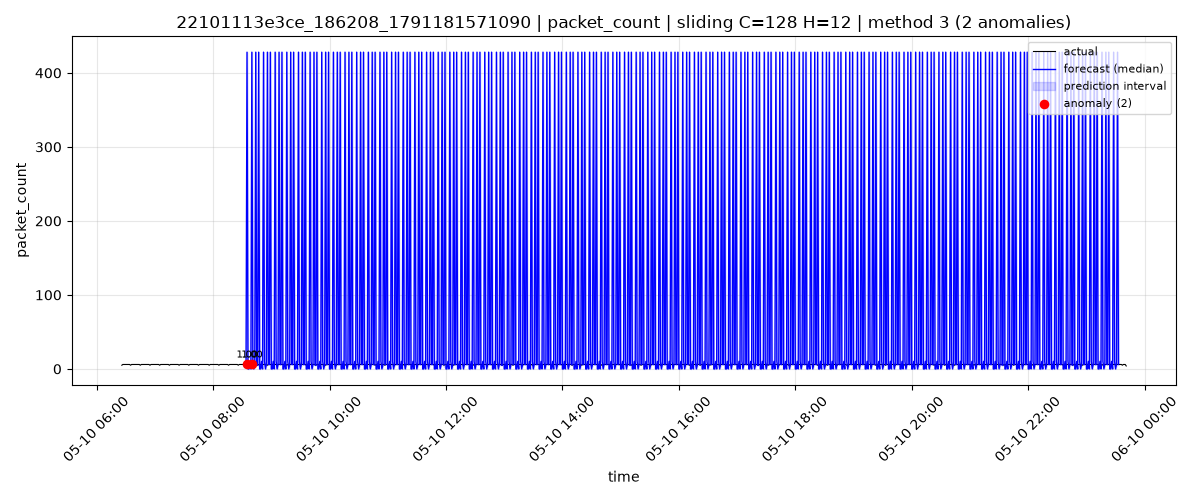 22101113e3ce_186208_1791181571090 | packet_count | sliding C=128 H=12 | method 3 (2 anomalies)
actual
forecast (median)
prediction interval
anomaly (2)
packet_count
400
300
200
100
0
05-10 06:00
05-10 08:00
05-10 10:00
05-10 12:00
05-10 14:00
05-10 16:00
05-10 18:00
05-10 20:00
05-10 22:00
06-10 00:00
time